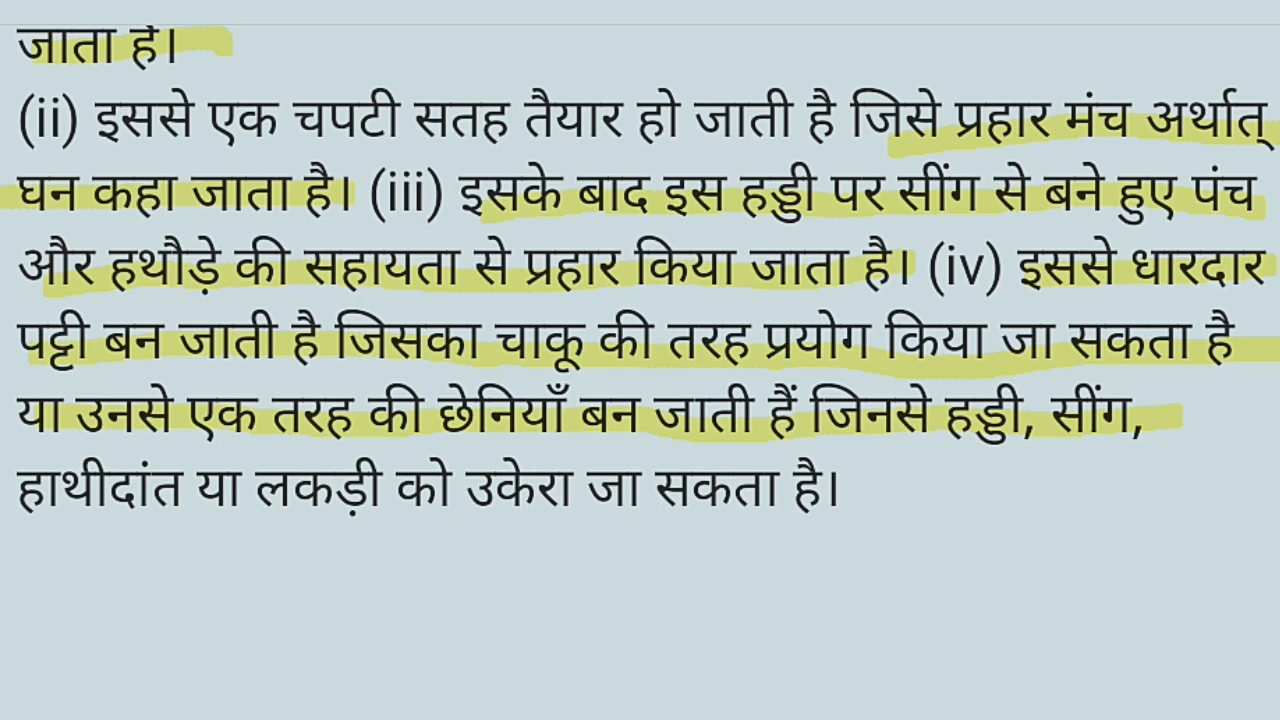 जाता है।
(ii) इससे एक चपटी सतह तैयार हो जाती है जिसे प्रहार मंच अर्थात्
घन कहा जाता है। (iii) इसके बाद इस हड्डी पर सींग से बने हुए पंच
और हथौड़े की सहायता से प्रहार किया जाता है। (iv) इससे धारदार
पट्टी बन जाती है जिसका चाकू की तरह प्रयोग किया जा सकता है
या उनसे एक तरह की छेनियाँ बन जाती हैं जिनसे हड्डी, सींग,
हाथीदांत या लकड़ी को उकेरा जा सकता है।